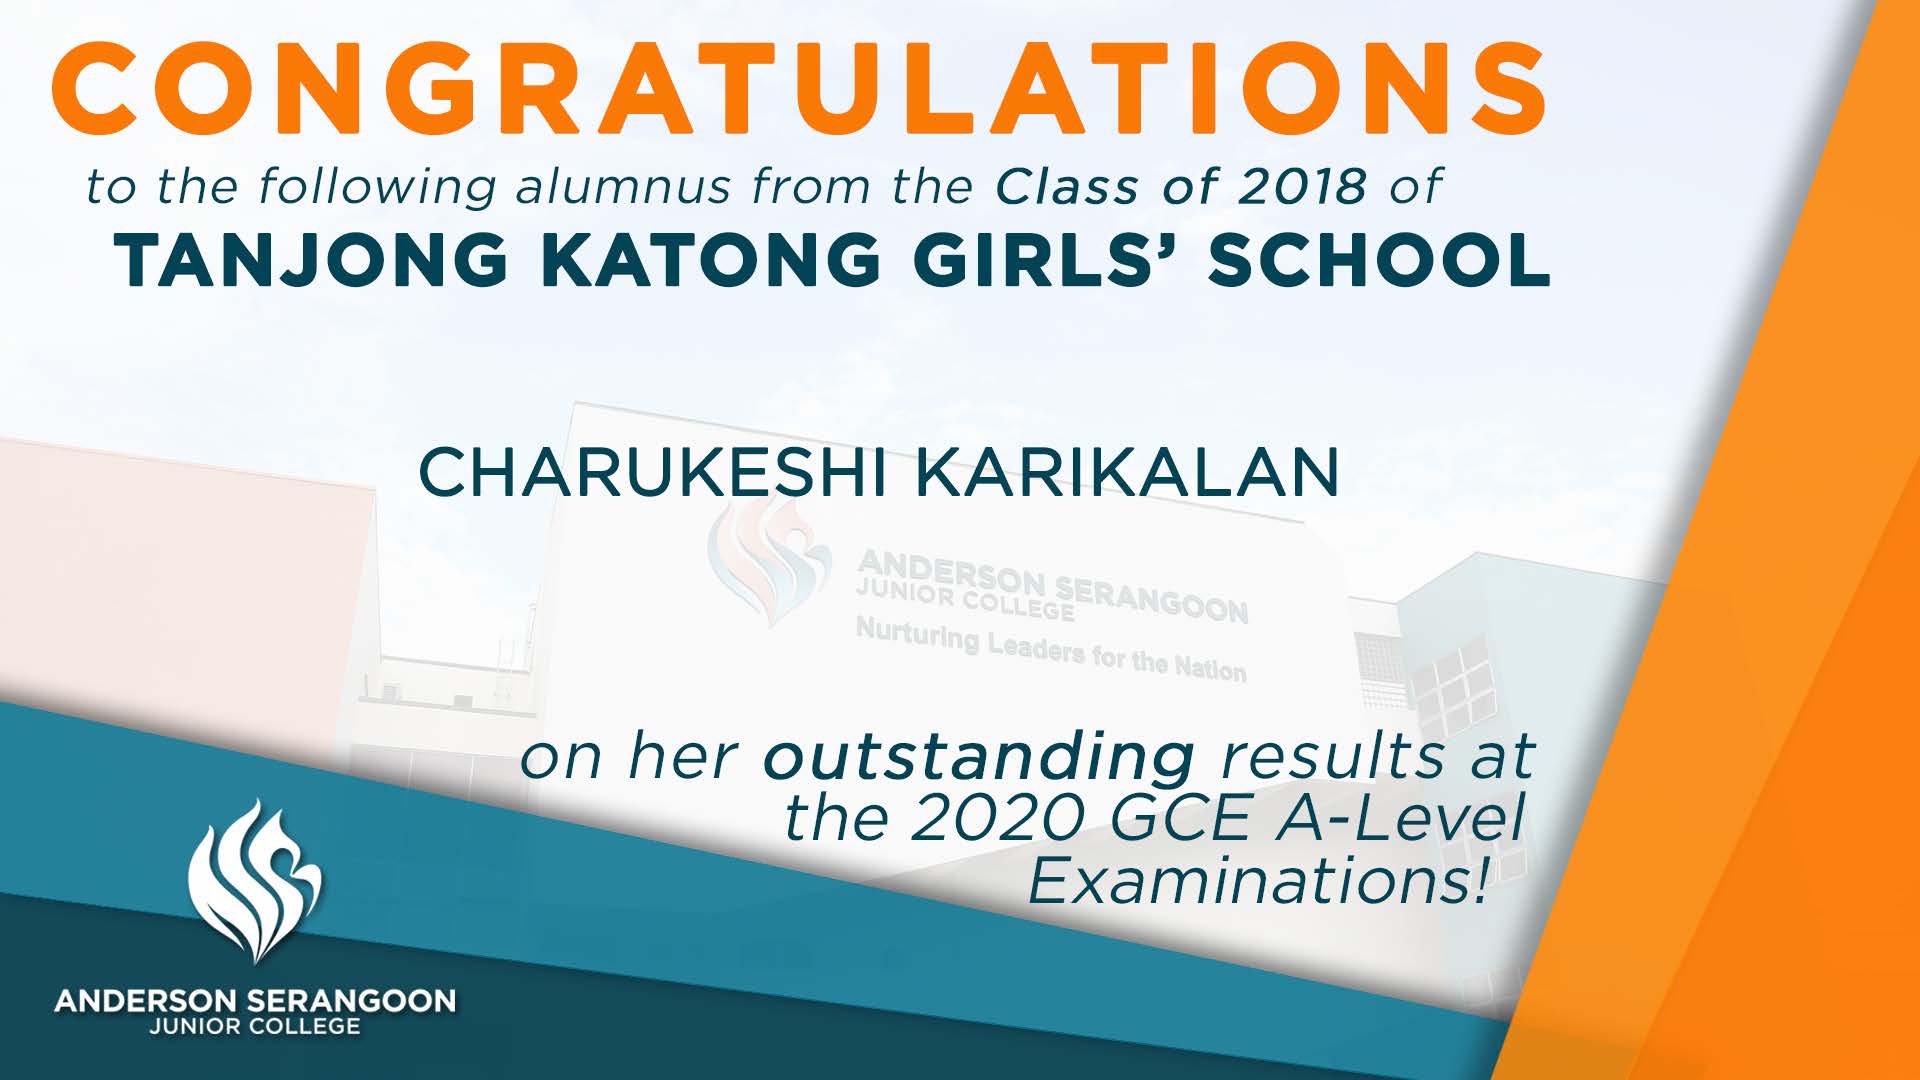 CONGRATULATIONS
to the following alumnus from the Class of 2018 of
TANJONG KATONG GIRLS’ SCHOOL
CHARUKESHI KARIKALAN
ANDERSON SERANGOON
JUNIOR COLLEGE
Nurturing Leaders for the Nation
on her outstanding results at
the 2020 GCE A-Level
Examinations!
ANDERSON SERANGOON
JUNIOR COLLEGE